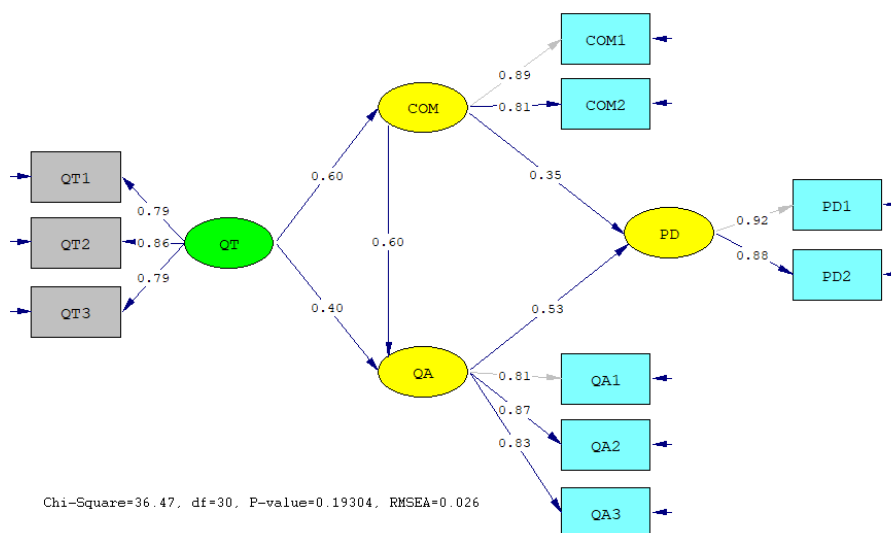 COM1
0.89
COM
0.81
COM2
QT1
0.60
0.35
0.79
PD1
QT2
0.86
QT
0.60
PD
0.92
0.88
PD2
0.79
QT3
0.40
0.53
QA
0.81
QA1
0.87
QA2
0.83
Chi-Square=36.47, df=30, P-value=0.19304, RMSEA=0.026
QA3